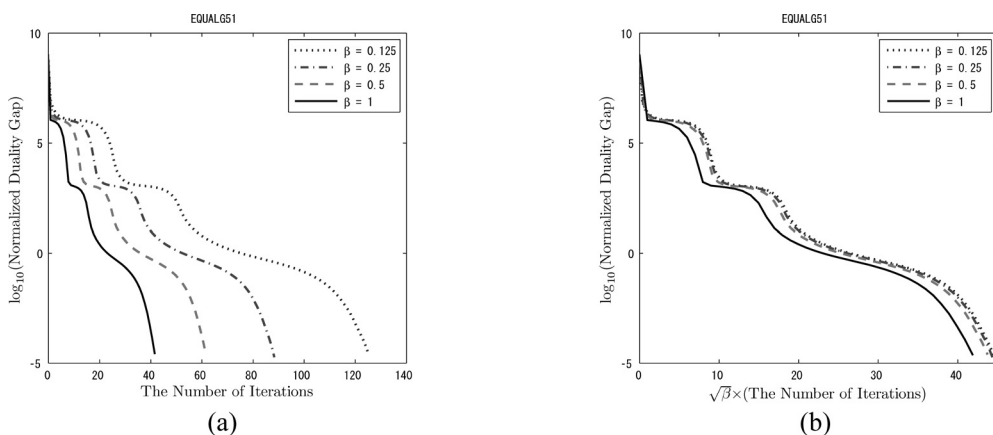 EQUALG51
10
5
0
-5
log10(Normalized Duality Gap)
β = 0.125
β = 0.25
β = 0.5
β = 1
0 20 40 60 80 100 120 140
The Number of Iterations
(a)
EQUALG51
10
5
0
-5
log10(Normalized Duality Gap)
β = 0.125
β = 0.25
β = 0.5
β = 1
0 10 20 30 40
√β×(The Number of Iterations)
(b)